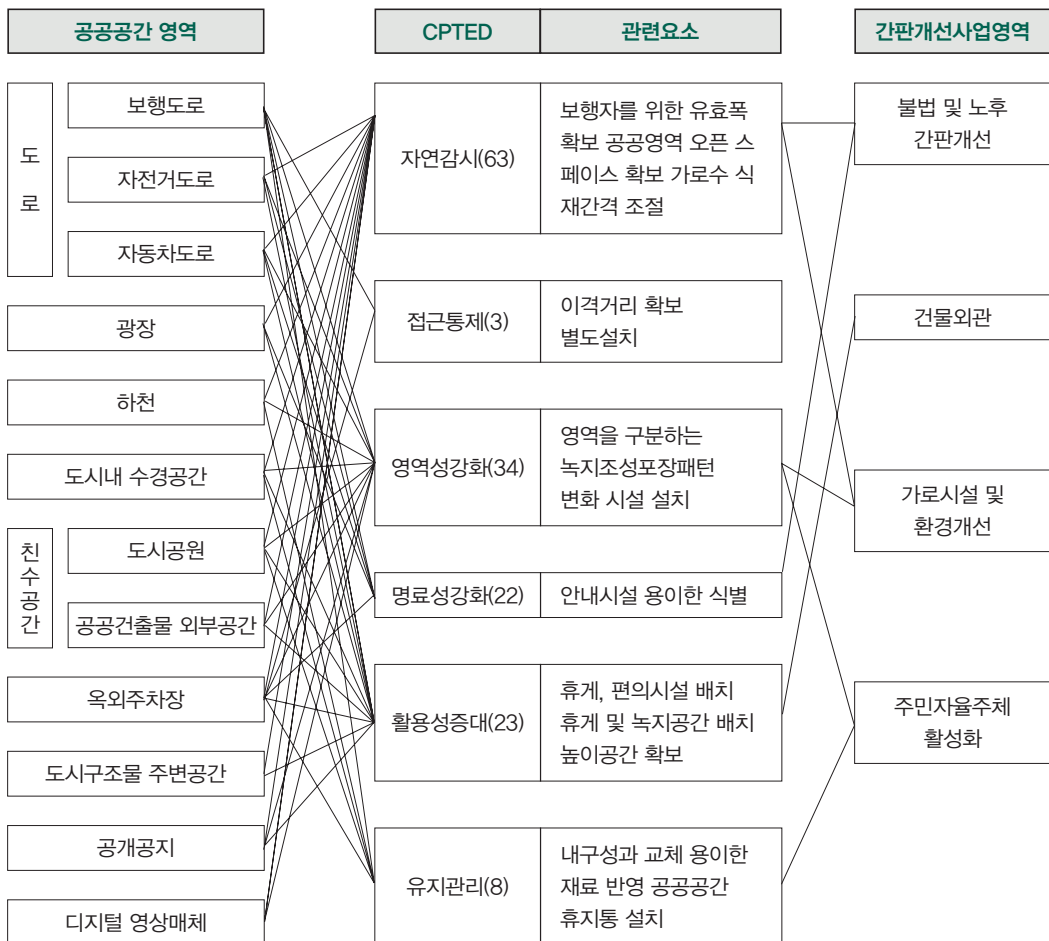 공공공간 영역
CPTED
관련요소
간판개선사업영역
도로
보행도로
자전거도로
자동차도로
광장
하천
도시내 수경공간
친수공간
도시공원
공공건출물 외부공간
옥외주차장
도시구조물 주변공간
공개공지
디지털 영상매체
자연감시(63)
보행자를 위한 유효폭
확보 공공영역 오픈 스
페이스 확보 가로수 식
재간격 조절
접근통제(3)
이격거리 확보
별도설치
영역성강화(34)
영역을 구분하는
녹지조성포장패턴
변화 시설 설치
명료성강화(22)
안내시설 용이한 식별
활용성증대(23)
휴게, 편의시설 배치
휴게 및 녹지공간 배치
높이공간 확보
유지관리(8)
내구성과 교체 용이한
재료 반영 공공공간
휴지통 설치
불법 및 노후
간판개선
건물외관
가로시설 및
환경개선
주민자율주체
활성화